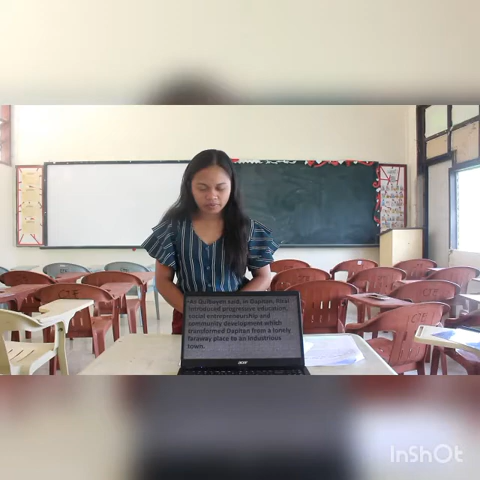 As Quibuyen said, in Dapitan, Rizal
introduced progressive education,
social entrepreneurship and
community development which
transformed Dapitan from a lonely
faraway place to an industrious
town.
acer
CTE
InShOt